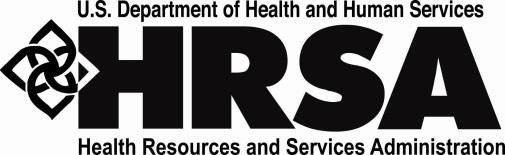 U.S. Department of Health and Human Services
HRSA
Health Resources and Services Administration